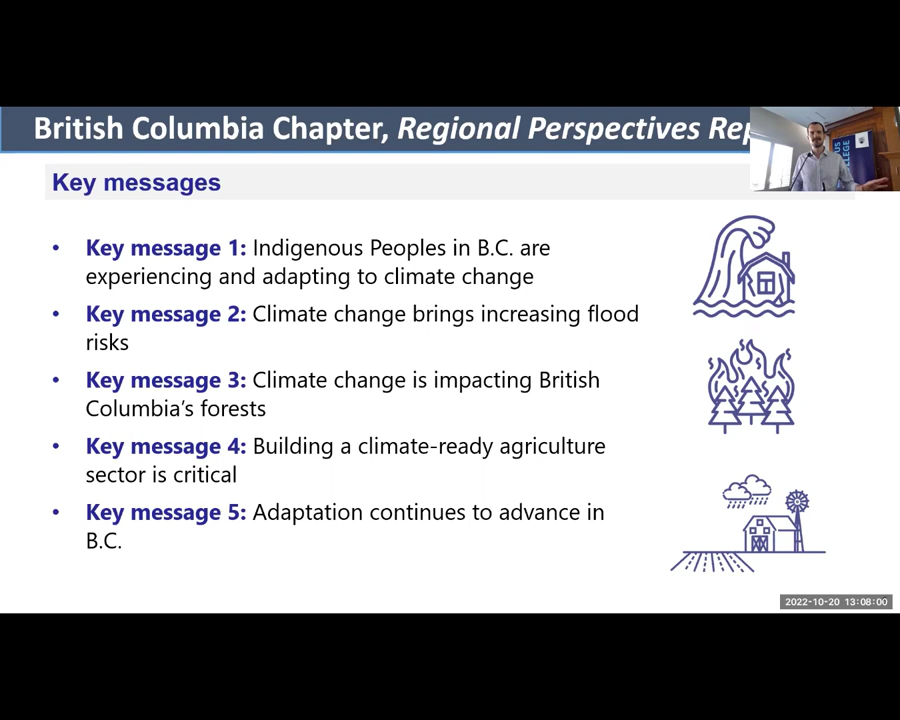 British Columbia Chapter, Regional Perspectives Rep
Key messages
• Key message 1: Indigenous Peoples in B.C. are
experiencing and adapting to climate change
• Key message 2: Climate change brings increasing flood
risks
• Key message 3: Climate change is impacting British
Columbia’s forests
• Key message 4: Building a climate-ready agriculture
sector is critical
• Key message 5: Adaptation continues to advance in
B.C.
2022-10-20 13:08:00